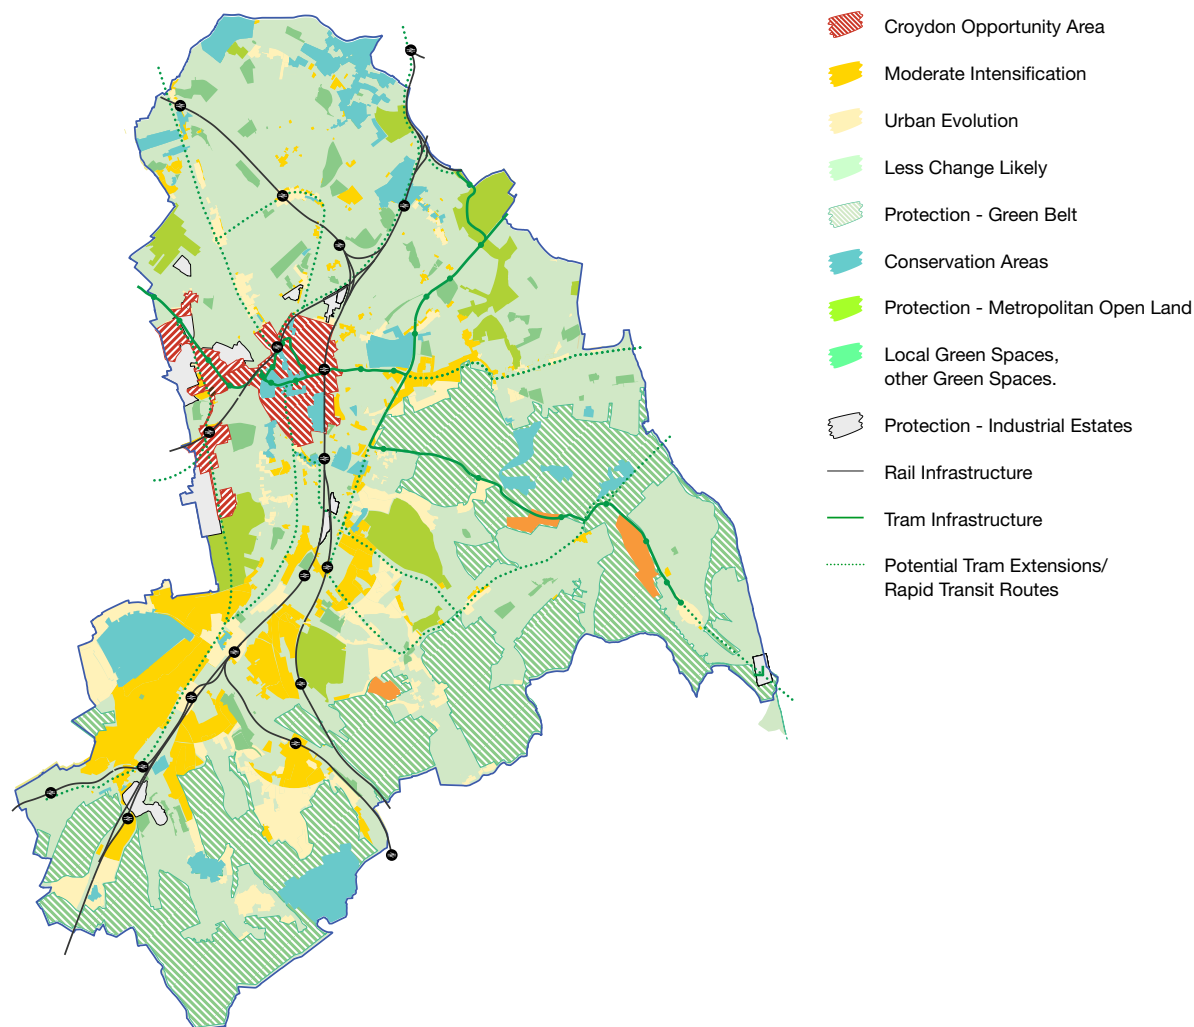 Croydon Opportunity Area
Moderate Intensification
Urban Evolution
Less Change Likely
Protection - Green Belt
Conservation Areas
Protection - Metropolitan Open Land
Local Green Spaces,
other Green Spaces.
Protection - Industrial Estates
Rail Infrastructure
Tram Infrastructure
Potential Tram Extensions/
Rapid Transit Routes